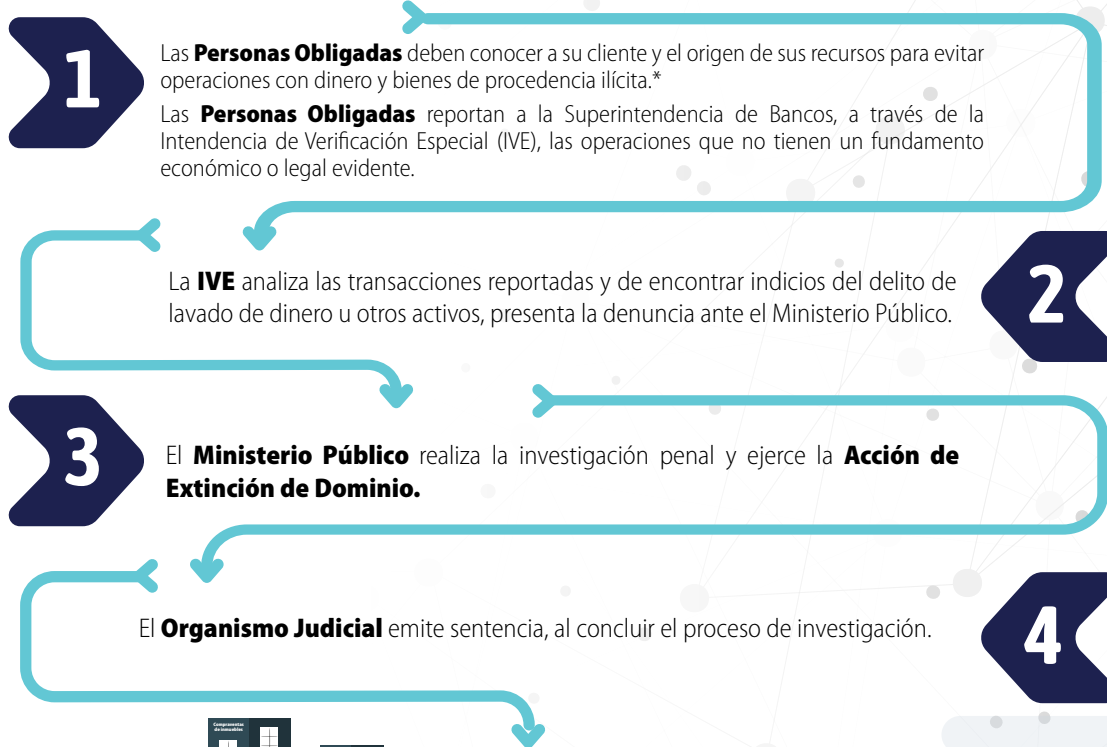 1
Las Personas Obligadas deben conocer a su cliente y el origen de sus recursos para evitar
operaciones con dinero y bienes de procedencia ilícita.*
Las Personas Obligadas reportan a la Superintendencia de Bancos, a través de la
Intendencia de Verificación Especial (IVE), las operaciones que no tienen un fundamento
económico o legal evidente.
La IVE analiza las transacciones reportadas y de encontrar indicios del delito de
lavado de dinero u otros activos, presenta la denuncia ante el Ministerio Público.
2
3
El Ministerio Público realiza la investigación penal y ejerce la Acción de
Extinción de Dominio.
El Organismo Judicial emite sentencia, al concluir el proceso de investigación.
4
Compraventas
de inmuebles